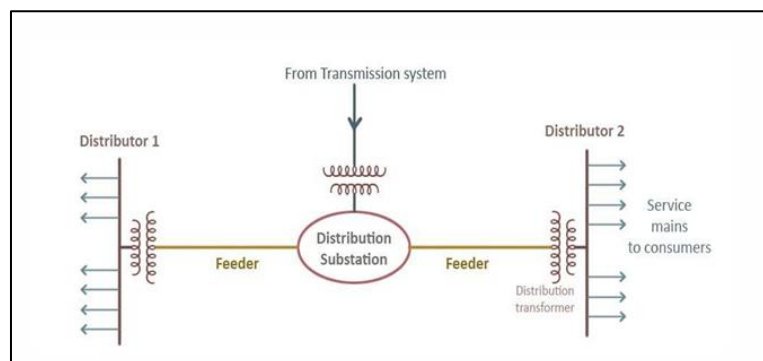 From Transmission system
Distributor 1
Distributor 2
Distribution
Substation
Feeder
Feeder
Service
mains
to consumers
Distribution
transformer